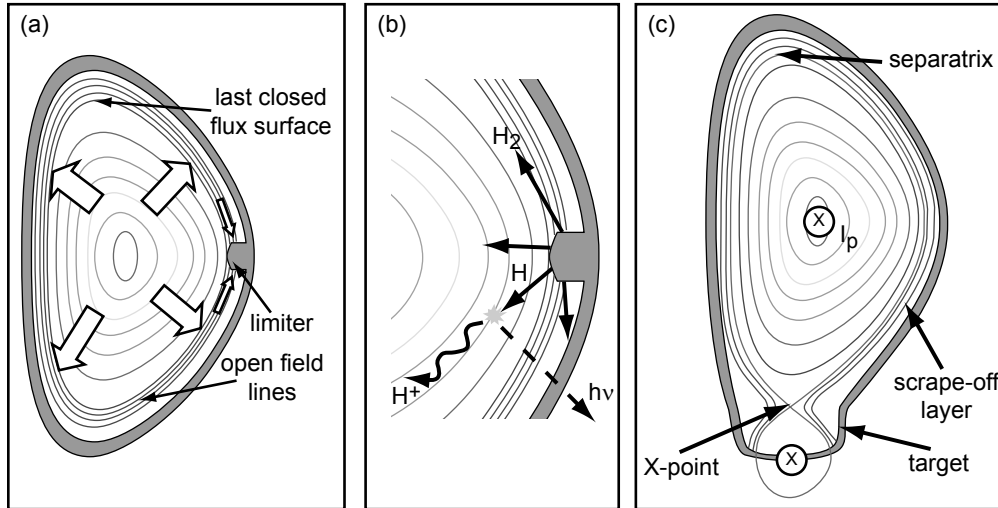 (a)
last closed
flux surface
limiter
open field
lines
(b)
H2
H
H+
hν
(c)
separatrix
X
Ip
scrape-off
layer
X-point
X
target